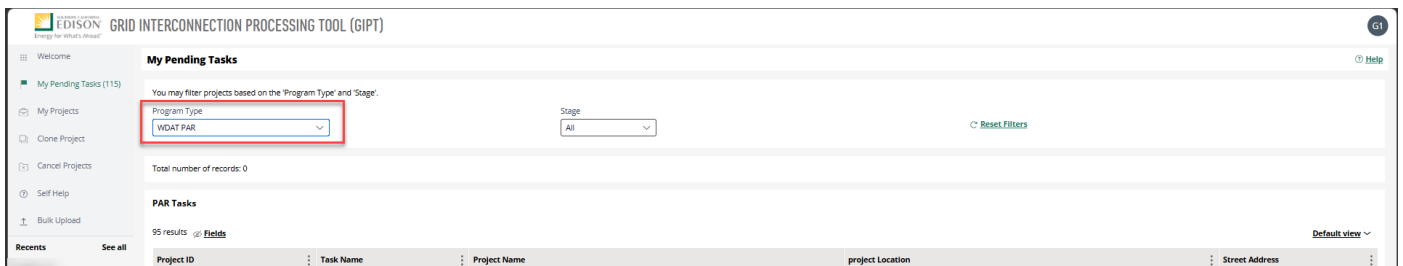 SOUTHERN CALIFORNIA
EDISON
Energy for What's Ahead
GRID INTERCONNECTION PROCESSING TOOL (GIPT)
G1
Welcome
My Pending Tasks (115)
My Projects
Clone Project
Cancel Projects
Self Help
Bulk Upload
Recents See all
My Pending Tasks
Help
You may filter projects based on the 'Program Type' and 'Stage'.
Program Type Stage
WDAT PAR All Reset Filters
Total number of records: 0
PAR Tasks
95 results Fields Default view
Project ID Task Name Project Name project Location Street Address